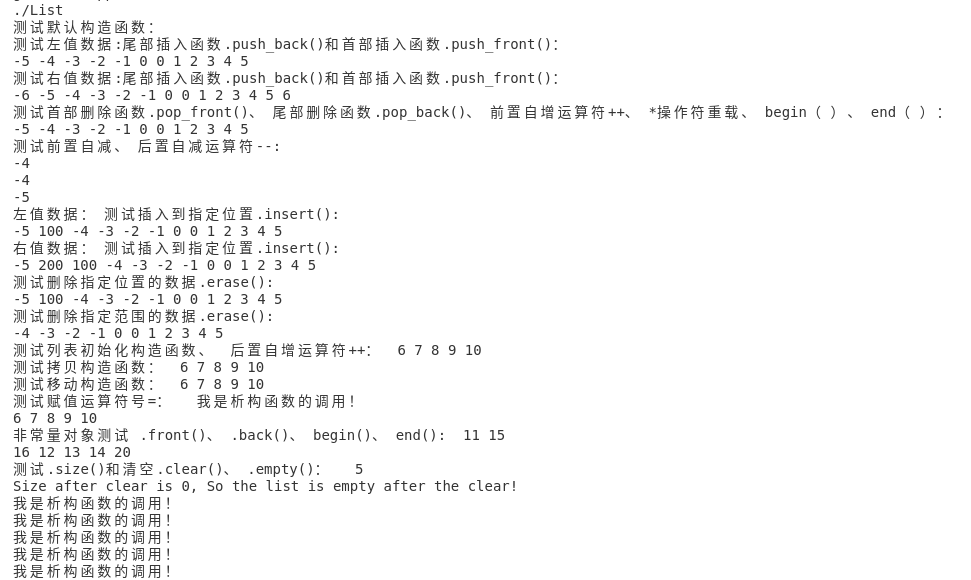 ./List
测试默认构造函数：
测试左值数据:尾部插入函数.push_back()和首部插入函数.push_front()：
-5 -4 -3 -2 -1 0 0 1 2 3 4 5
测试右值数据:尾部插入函数.push_back()和首部插入函数.push_front()：
-6 -5 -4 -3 -2 -1 0 0 1 2 3 4 5 6
测试首部删除函数.pop_front()、 尾部删除函数.pop_back()、 前置自增运算符++、 *操作符重载、 begin（ ）、 end（ ）：
-5 -4 -3 -2 -1 0 0 1 2 3 4 5
测试前置自减、 后置自减运算符--:
-4
-4
-5
左值数据： 测试插入到指定位置.insert():
-5 100 -4 -3 -2 -1 0 0 1 2 3 4 5
右值数据： 测试插入到指定位置.insert():
-5 200 100 -4 -3 -2 -1 0 0 1 2 3 4 5
测试删除指定位置的数据.erase():
-5 100 -4 -3 -2 -1 0 0 1 2 3 4 5
测试删除指定范围的数据.erase():
-4 -3 -2 -1 0 0 1 2 3 4 5
测试列表初始化构造函数、 后置自增运算符++： 6 7 8 9 10
测试拷贝构造函数： 6 7 8 9 10
测试移动构造函数： 6 7 8 9 10
测试赋值运算符号=： 我是析构函数的调用！
6 7 8 9 10
非常量对象测试 .front()、 .back()、 begin()、 end(): 11 15
16 12 13 14 20
测试.size()和清空.clear()、 .empty()： 5
Size after clear is 0, So the list is empty after the clear!
我是析构函数的调用！
我是析构函数的调用！
我是析构函数的调用！
我是析构函数的调用！
我是析构函数的调用！